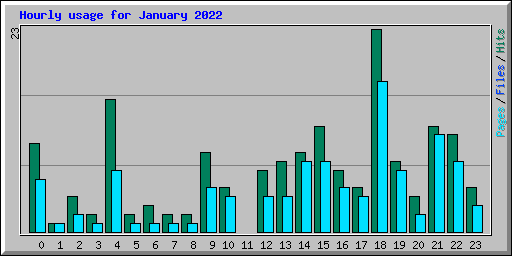 Hourly usage for January 2022
23
Pages/Files/Hits
0 1 2 3 4 5 6 7 8 9 10 11 12 13 14 15 16 17 18 19 20 21 22 23